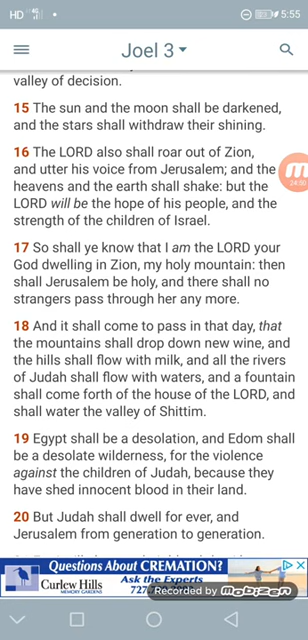 HD 4G 5:55
Joel 3
valley of decision.
15 The sun and the moon shall be darkened,
and the stars shall withdraw their shining.
16 The LORD also shall roar out of Zion,
and utter his voice from Jerusalem; and the
heavens and the earth shall shake: but the
LORD will be the hope of his people, and the
strength of the children of Israel.
17 So shall ye know that I am the LORD your
God dwelling in Zion, my holy mountain: then
shall Jerusalem be holy, and there shall no
strangers pass through her any more.
18 And it shall come to pass in that day, that
the mountains shall drop down new wine, and
the hills shall flow with milk, and all the rivers
of Judah shall flow with waters, and a fountain
shall come forth of the house of the LORD, and
shall water the valley of Shittim.
19 Egypt shall be a desolation, and Edom shall
be a desolate wilderness, for the violence
against the children of Judah, because they
have shed innocent blood in their land.
20 But Judah shall dwell for ever, and
Jerusalem from generation to generation.
Questions About CREMATION?
Curlew Hills
MEMORY GARDENS
Ask the Experts
Recorded by mobizen